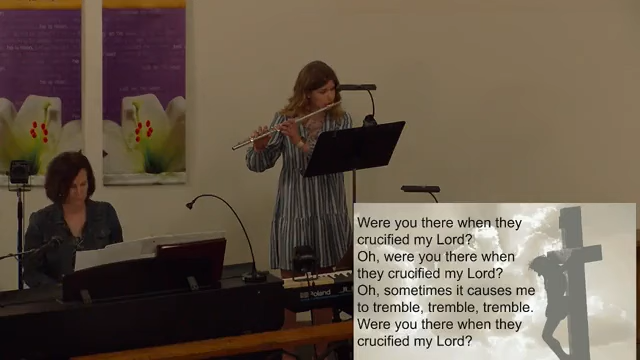 Were you there when they
crucified my Lord?
Oh, were you there when
they crucified my Lord?
Oh, sometimes it causes me
to tremble, tremble, tremble.
Were you there when they
crucified my Lord?
Roland